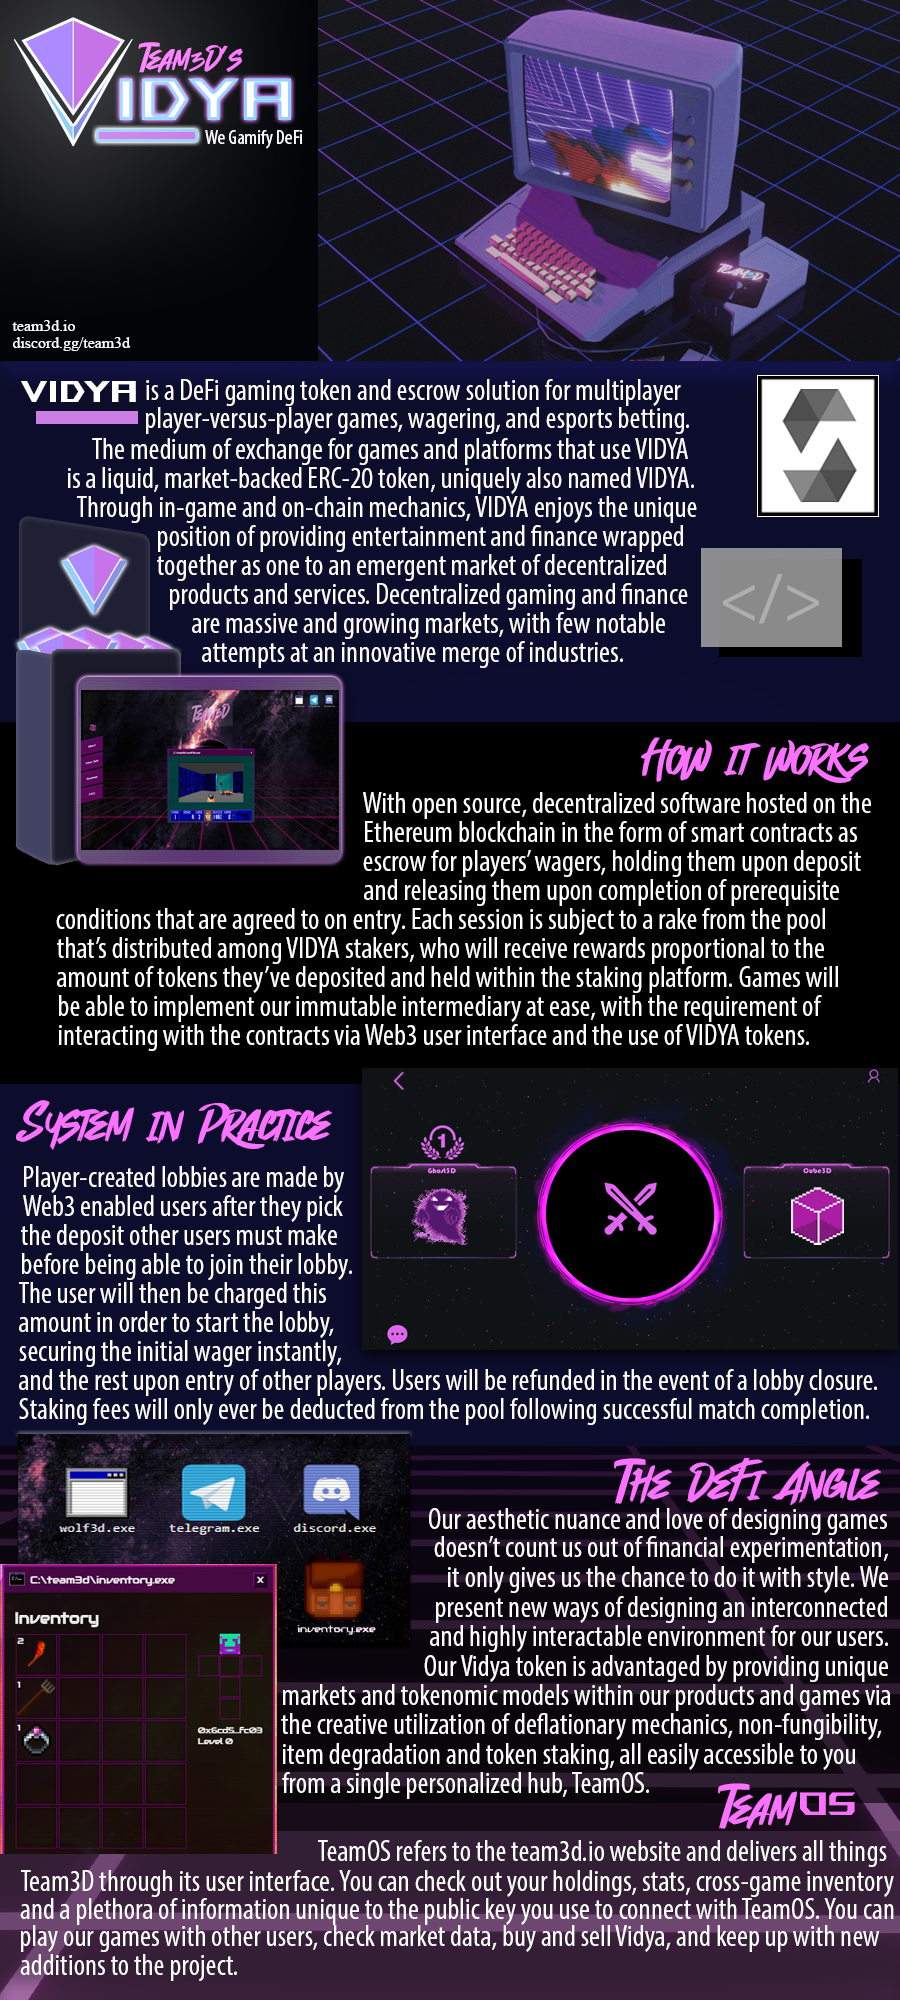 TEAM3D'S
VIDYA
We Gamify DeFi
TEAM3D
team3d.io
discord.gg/team3d
VIDYA is a DeFi gaming token and escrow solution for multiplayer
player-versus-player games, wagering, and esports betting.
The medium of exchange for games and platforms that use VIDYA
is a liquid, market-backed ERC-20 token, uniquely also named VIDYA.
Through in-game and on-chain mechanics, VIDYA enjoys the unique
position of providing entertainment and finance wrapped
together as one to an emergent market of decentralized
products and services. Decentralized gaming and finance
are massive and growing markets, with few notable
attempts at an innovative merge of industries.
</>
TEAM3D
HOW IT WORKS
With open source, decentralized software hosted on the
Ethereum blockchain in the form of smart contracts as
escrow for players' wagers, holding them upon deposit
and releasing them upon completion of prerequisite
conditions that are agreed to on entry. Each session is subject to a rake from the pool
that's distributed among VIDYA stakers, who will receive rewards proportional to the
amount of tokens they've deposited and held within the staking platform. Games will
be able to implement our immutable intermediary at ease, with the requirement of
interacting with the contracts via Web3 user interface and the use of VIDYA tokens.
SYSTEM IN PRACTICE
1
Ghost3D
Cube3D
Player-created lobbies are made by
Web3 enabled users after they pick
the deposit other users must make
before being able to join their lobby.
The user will then be charged this
amount in order to start the lobby,
securing the initial wager instantly,
and the rest upon entry of other players. Users will be refunded in the event of a lobby closure.
Staking fees will only ever be deducted from the pool following successful match completion.
wolf3d.exe
telegram.exe
discord.exe
inventory.exe
C:\team3d\inventory.exe
x
Inventory
2
1
1
0x6cd5..fc03
Level 0
THE DEFI ANGLE
Our aesthetic nuance and love of designing games
doesn't count us out of financial experimentation,
it only gives us the chance to do it with style. We
present new ways of designing an interconnected
and highly interactable environment for our users.
Our Vidya token is advantaged by providing unique
markets and tokenomic models within our products and games via
the creative utilization of deflationary mechanics, non-fungibility,
item degradation and token staking, all easily accessible to you
from a single personalized hub, TeamOS.
TEAMOS
TeamOS refers to the team3d.io website and delivers all things
Team3D through its user interface. You can check out your holdings, stats, cross-game inventory
and a plethora of information unique to the public key you use to connect with TeamOS. You can
play our games with other users, check market data, buy and sell Vidya, and keep up with new
additions to the project.